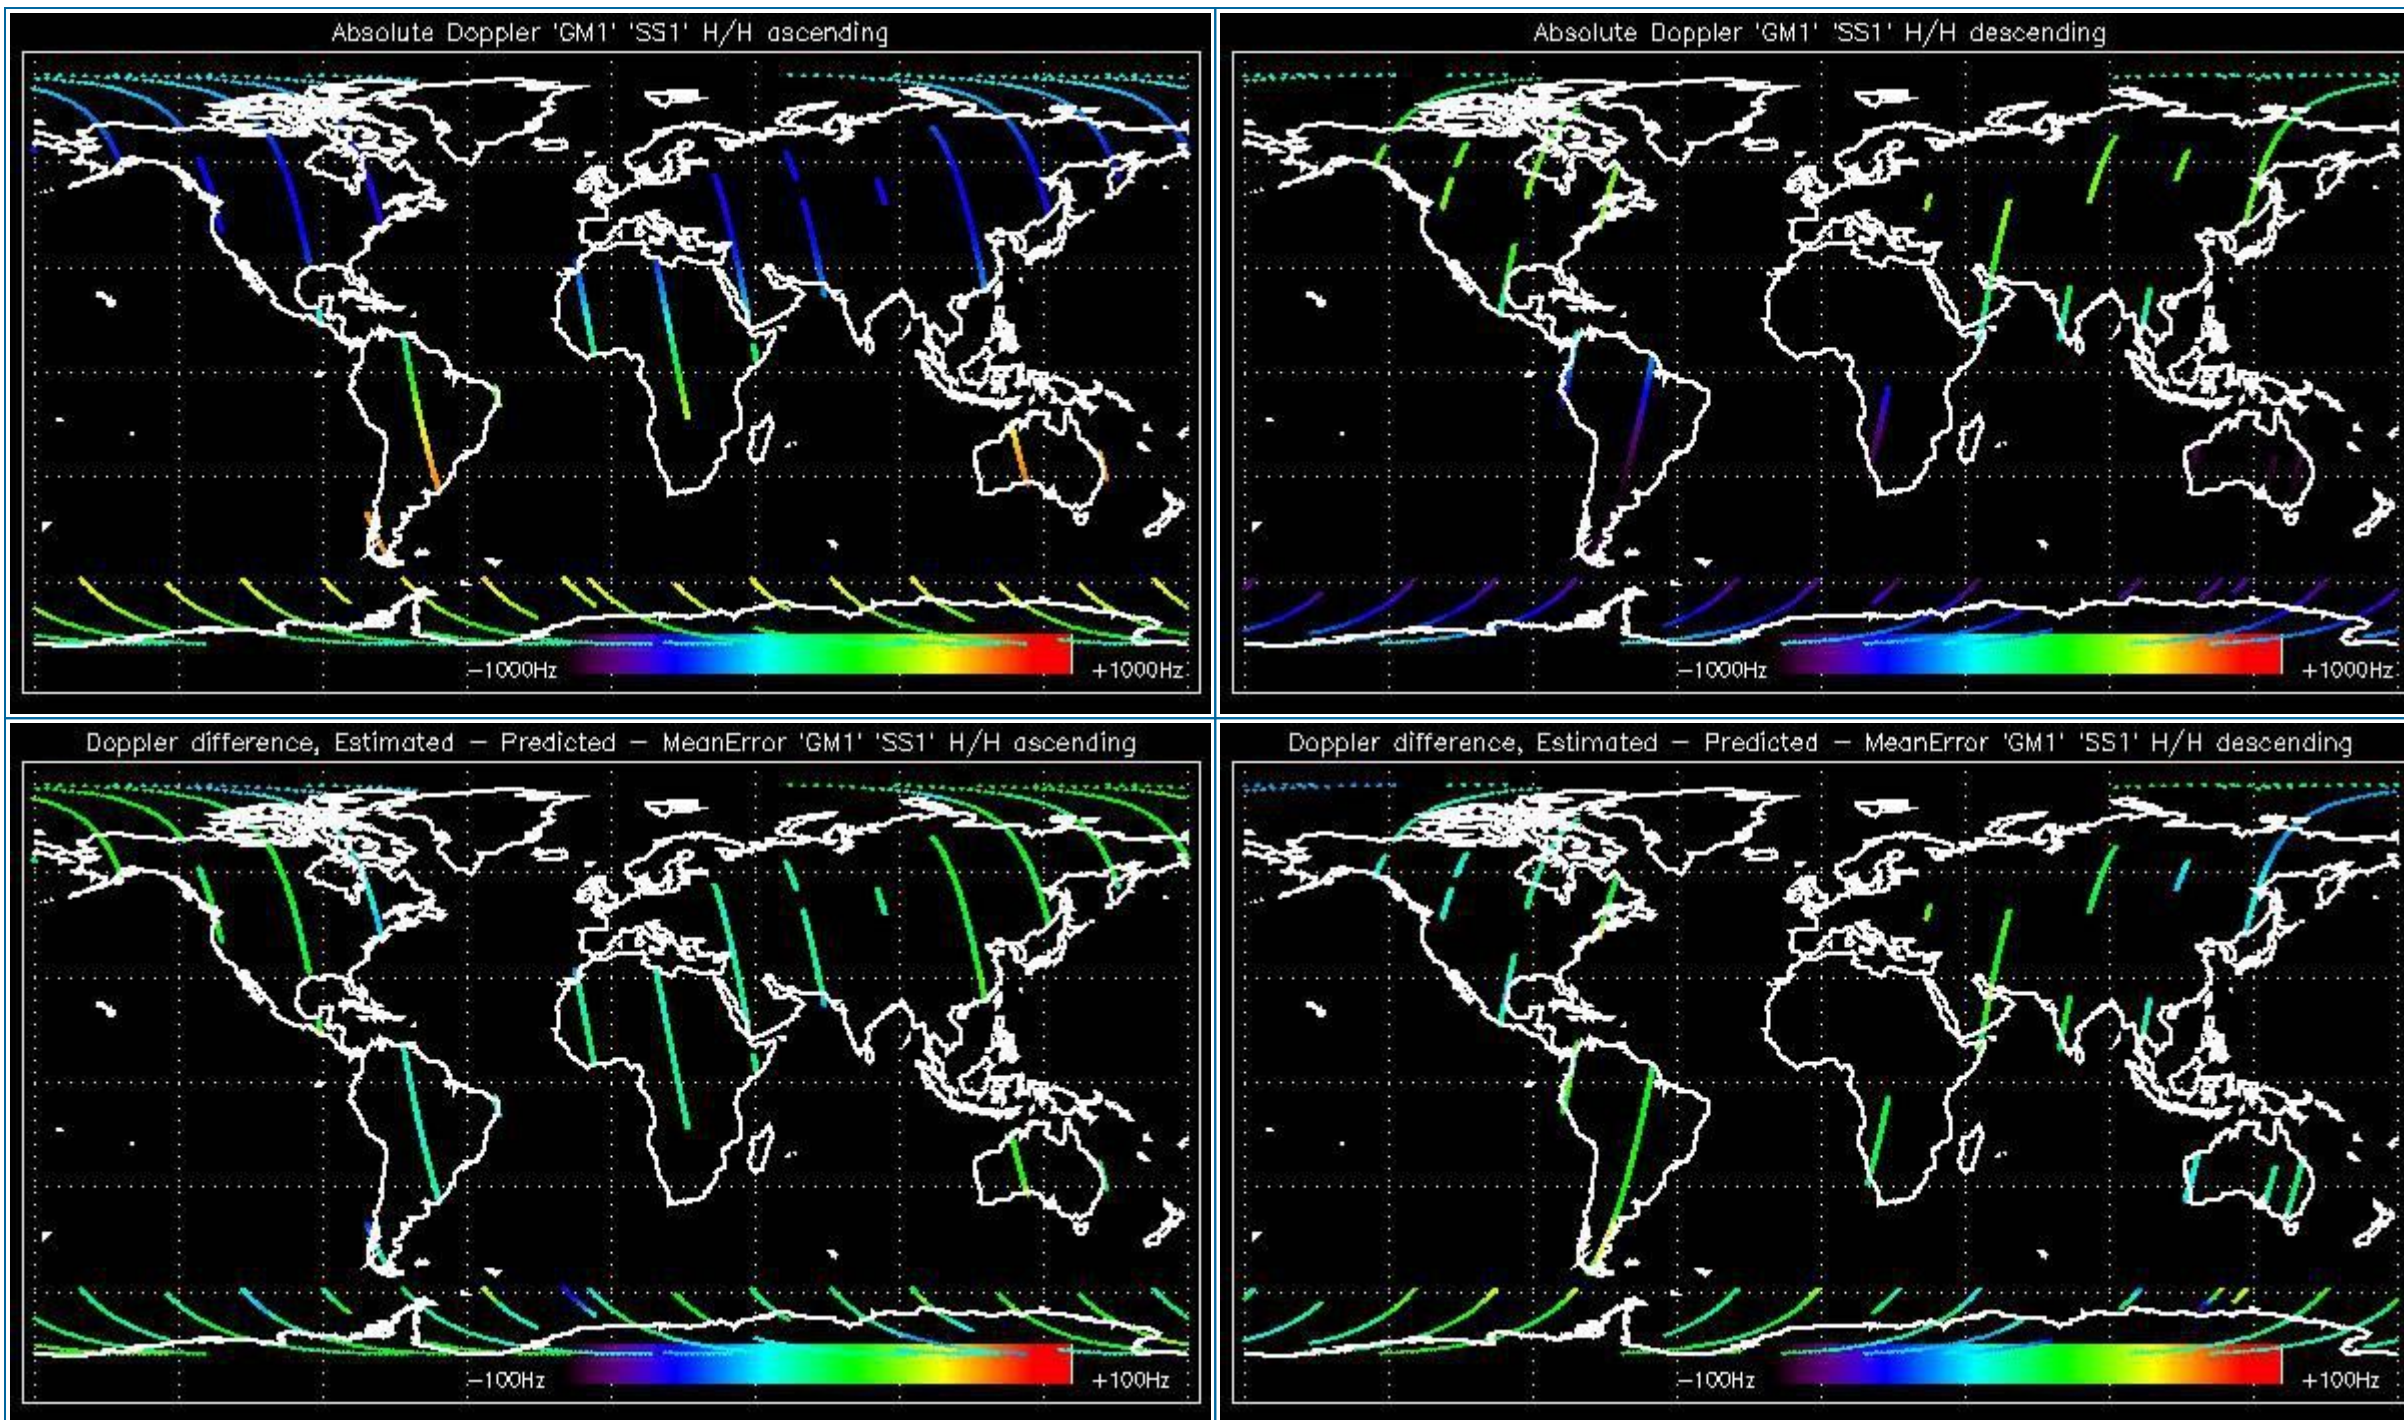 Absolute Doppler 'GM1' 'SS1' H/H ascending
-1000Hz +1000Hz
Absolute Doppler 'GM1' 'SS1' H/H descending
-1000Hz +1000Hz
Doppler difference, Estimated - Predicted - MeanError 'GM1' 'SS1' H/H ascending
-100Hz +100Hz
Doppler difference, Estimated - Predicted - MeanError 'GM1' 'SS1' H/H descending
-100Hz +100Hz